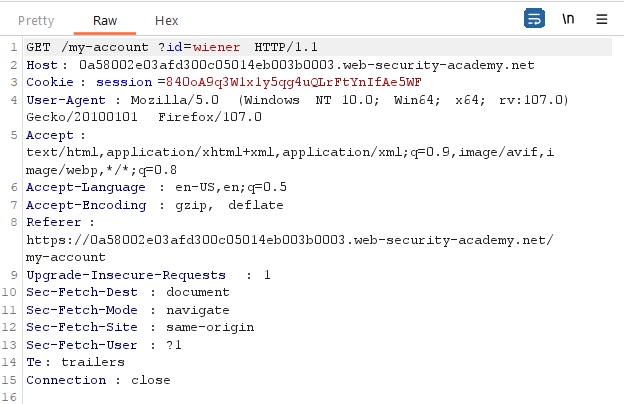 Pretty Raw Hex \n
1 GET /my-account ?id=wiener HTTP/1.1
2 Host : 0a58002e03afd300c05014eb003b0003.web-security-academy.net
3 Cookie : session =84OoA9q3W1x1y5qg4uQLrFtYnIfAe5WF
4 User-Agent : Mozilla/5.0 (Windows NT 10.0; Win64; x64; rv:107.0)
Gecko/20100101 Firefox/107.0
5 Accept :
text/html,application/xhtml+xml,application/xml;q=0.9,image/avif,i
mage/webp,*/*;q=0.8
6 Accept-Language : en-US,en;q=0.5
7 Accept-Encoding : gzip, deflate
8 Referer :
https://0a58002e03afd300c05014eb003b0003.web-security-academy.net/
my-account
9 Upgrade-Insecure-Requests : 1
10 Sec-Fetch-Dest : document
11 Sec-Fetch-Mode : navigate
12 Sec-Fetch-Site : same-origin
13 Sec-Fetch-User : ?1
14 Te : trailers
15 Connection : close
16